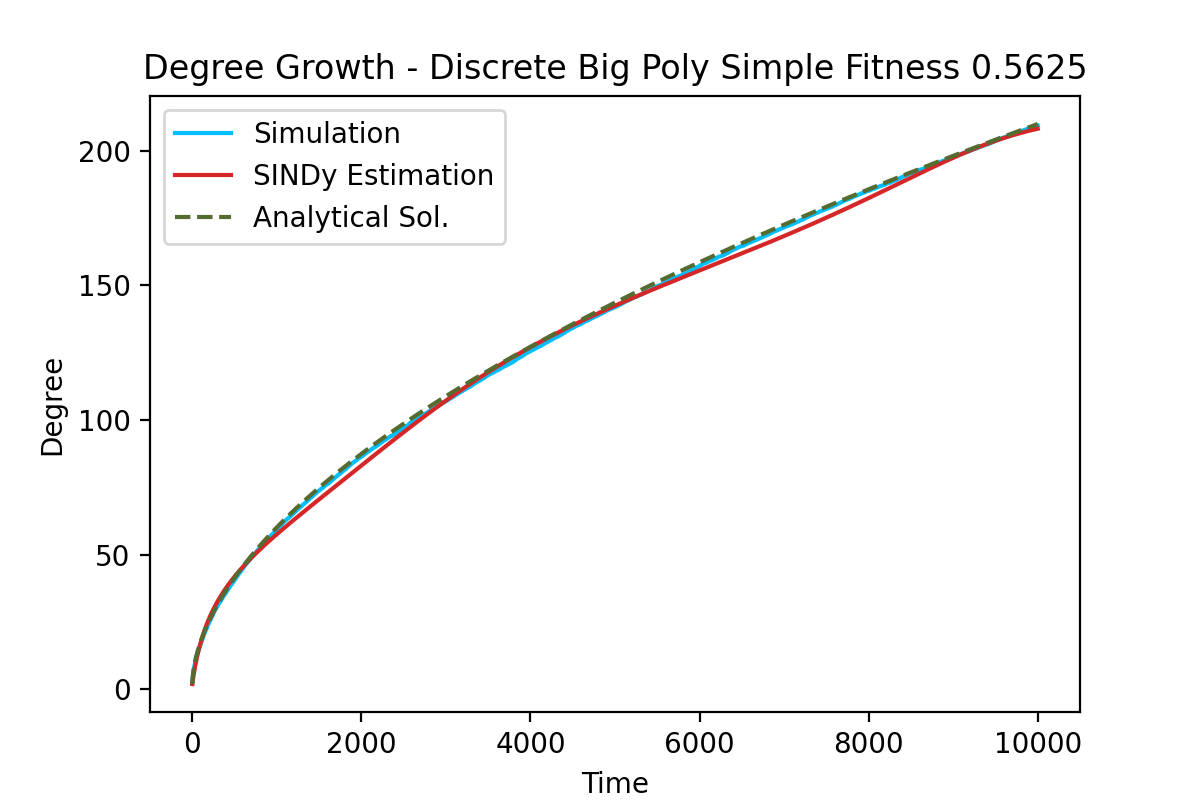 Degree Growth - Discrete Big Poly Simple Fitness 0.5625
Simulation
SINDy Estimation
Analytical Sol.
200
150
100
50
0
Degree
0 2000 4000 6000 8000 10000
Time